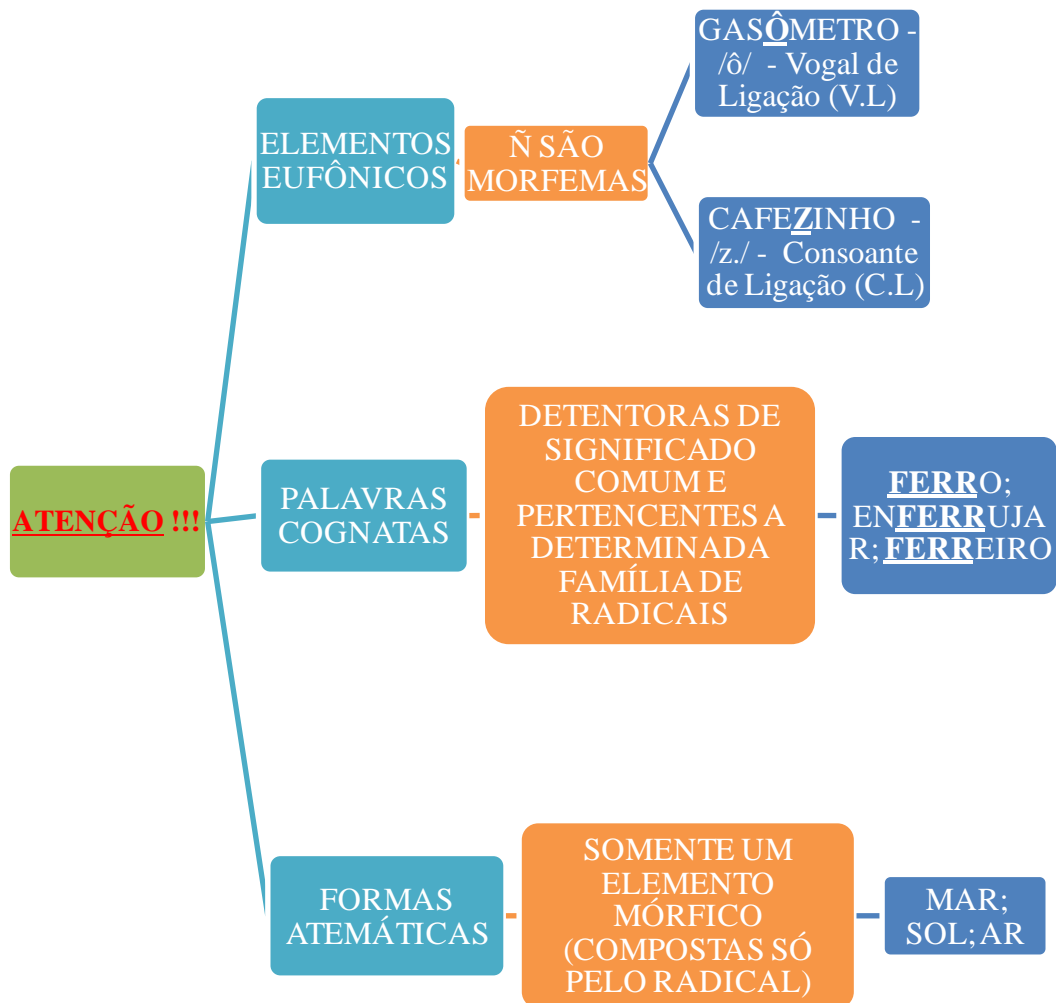 GASÔMETRO -
/ô/ - Vogal de
Ligação (V.L)
ELEMENTOS
EUFÔNICOS
Ñ SÃO
MORFEMAS
CAFEZINHO -
/z./ - Consoante
de Ligação (C.L)
ATENÇÃO !!!
PALAVRAS
COGNATAS
DETENTORAS DE
SIGNIFICADO
COMUM E
PERTENCENTES A
DETERMINADA
FAMÍLIA DE
RADICAIS
FERRO;
ENFERRUJA
R; FERREIRO
FORMAS
ATEMÁTICAS
SOMENTE UM
ELEMENTO
MÓRFICO
(COMPOSTAS SÓ
PELO RADICAL)
MAR;
SOL; AR